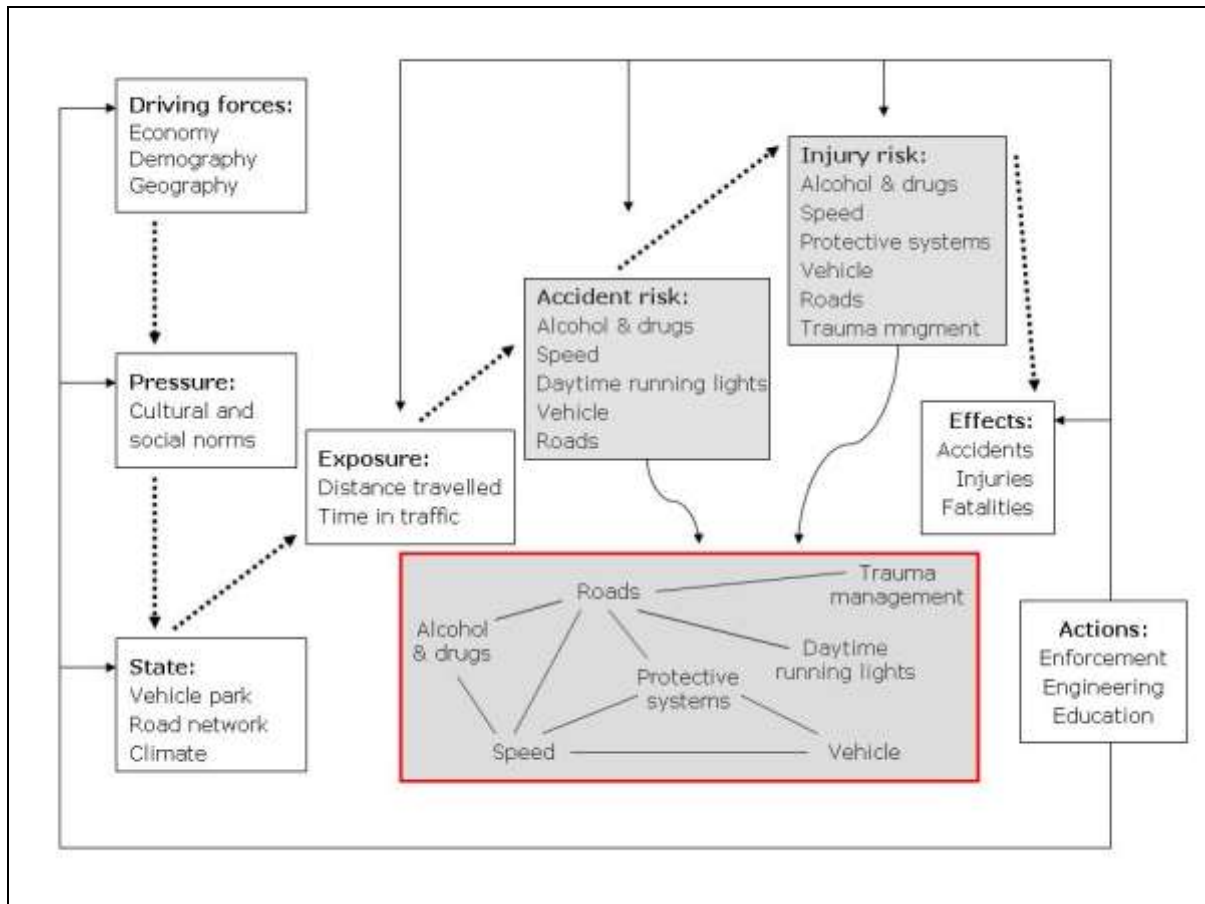 Driving forces:
Economy
Demography
Geography
Pressure:
Cultural and
social norms
State:
Vehicle park
Road network
Climate
Exposure:
Distance travelled
Time in traffic
Accident risk:
Alcohol & drugs
Speed
Daytime running lights
Vehicle
Roads
Injury risk:
Alcohol & drugs
Speed
Protective systems
Vehicle
Roads
Trauma mngment
Effects:
Accidents
Injuries
Fatalities
Roads
Trauma
management
Alcohol
& drugs
Daytime
running lights
Protective
systems
Speed
Vehicle
Actions:
Enforcement
Engineering
Education